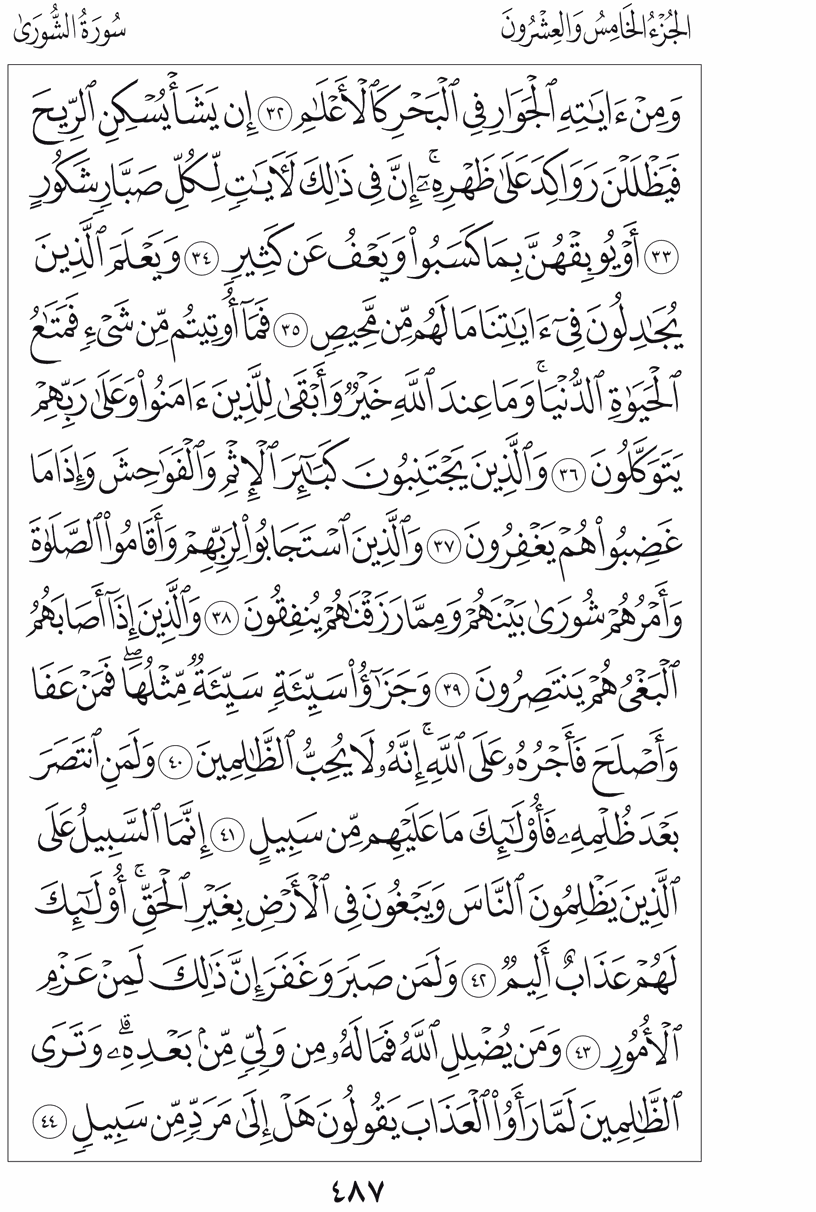 الجُزْءُ الخَامِسُ وَالعِشْرُونَ
سُورَةُ الشُّورَىٰ
وَمِنْ ءَايَٰتِهِ ٱلْجَوَارِ فِي ٱلْبَحْرِ كَٱلْأَعْلَٰمِ ٣٢ إِن يَشَأْ يُسْكِنِ ٱلرِّيحَ
فَيَظْلَلْنَ رَوَاكِدَ عَلَىٰ ظَهْرِهِۦٓۚ إِنَّ فِي ذَٰلِكَ لَأٓيَٰتٍ لِّكُلِّ صَبَّارٍ شَكُورٍ
٣٣ أَوْ يُوبِقْهُنَّ بِمَا كَسَبُوا۟ وَيَعْفُ عَن كَثِيرٍ ٣٤ وَيَعْلَمَ ٱلَّذِينَ
يُجَٰدِلُونَ فِيٓ ءَايَٰتِنَا مَا لَهُم مِّن مَّحِيصٍ ٣٥ فَمَآ أُوتِيتُم مِّن شَيْءٍ فَمَتَٰعُ
ٱلْحَيَوٰةِ ٱلدُّنْيَاۚ وَمَا عِندَ ٱللَّهِ خَيْرٌ وَأَبْقَىٰ لِلَّذِينَ ءَامَنُوا۟ وَعَلَىٰ رَبِّهِمْ
يَتَوَكَّلُونَ ٣٦ وَٱلَّذِينَ يَجْتَنِبُونَ كَبَٰٓئِرَ ٱلْإِثْمِ وَٱلْفَوَٰحِشَ وَإِذَا مَا
غَضِبُوا۟ هُمْ يَغْفِرُونَ ٣٧ وَٱلَّذِينَ ٱسْتَجَابُوا۟ لِرَبِّهِمْ وَأَقَامُوا۟ ٱلصَّلَوٰةَ
وَأَمْرُهُمْ شُورَىٰ بَيْنَهُمْ وَمِمَّا رَزَقْنَٰهُمْ يُنفِقُونَ ٣٨ وَٱلَّذِينَ إِذَآ أَصَابَهُمُ
ٱلْبَغْيُ هُمْ يَنتَصِرُونَ ٣٩ وَجَزَٰٓؤُا۟ سَيِّئَةٍ سَيِّئَةٌ مِّثْلُهَاۖ فَمَنْ عَفَا
وَأَصْلَحَ فَأَجْرُهُۥ عَلَى ٱللَّهِۚ إِنَّهُۥ لَا يُحِبُّ ٱلظَّٰلِمِينَ ٤٠ وَلَمَنِ ٱنتَصَرَ
بَعْدَ ظُلْمِهِۦ فَأُو۟لَٰٓئِكَ مَا عَلَيْهِم مِّن سَبِيلٍ ٤١ إِنَّمَا ٱلسَّبِيلُ عَلَى
ٱلَّذِينَ يَظْلِمُونَ ٱلنَّاسَ وَيَبْغُونَ فِي ٱلْأَرْضِ بِغَيْرِ ٱلْحَقِّۚ أُو۟لَٰٓئِكَ
لَهُمْ عَذَابٌ أَلِيمٌ ٤٢ وَلَمَن صَبَرَ وَغَفَرَ إِنَّ ذَٰلِكَ لَمِنْ عَزْمِ
ٱلْأُمُورِ ٤٣ وَمَن يُضْلِلِ ٱللَّهُ فَمَا لَهُۥ مِن وَلِيٍّ مِّنۢ بَعْدِهِۦۗ وَتَرَى
ٱلظَّٰلِمِينَ لَمَّا رَأَوُا۟ ٱلْعَذَابَ يَقُولُونَ هَلْ إِلَىٰ مَرَدٍّ مِّن سَبِيلٍ ٤٤
٤٨٧